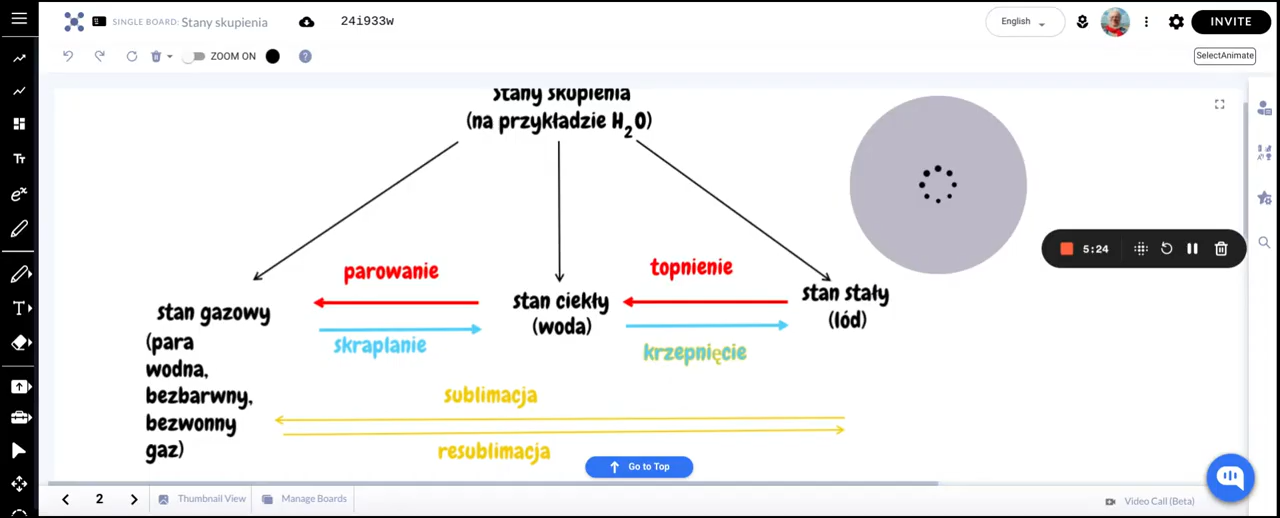 SINGLE BOARD: Stany skupienia
24i933w
English
INVITE
ZOOM ON
?
SelectAnimate
Stany skupienia
(na przykładzie H₂O)
parowanie
topnienie
stan gazowy
stan ciekły
(woda)
stan stały
(lód)
skraplanie
krzepnięcie
(para
wodna,
bezbarwny,
bezwonny
gaz)
sublimacja
resublimacja
5:24
Go to Top
2
Thumbnail View
Manage Boards
Video Call (Beta)
Tт
eˣ
T